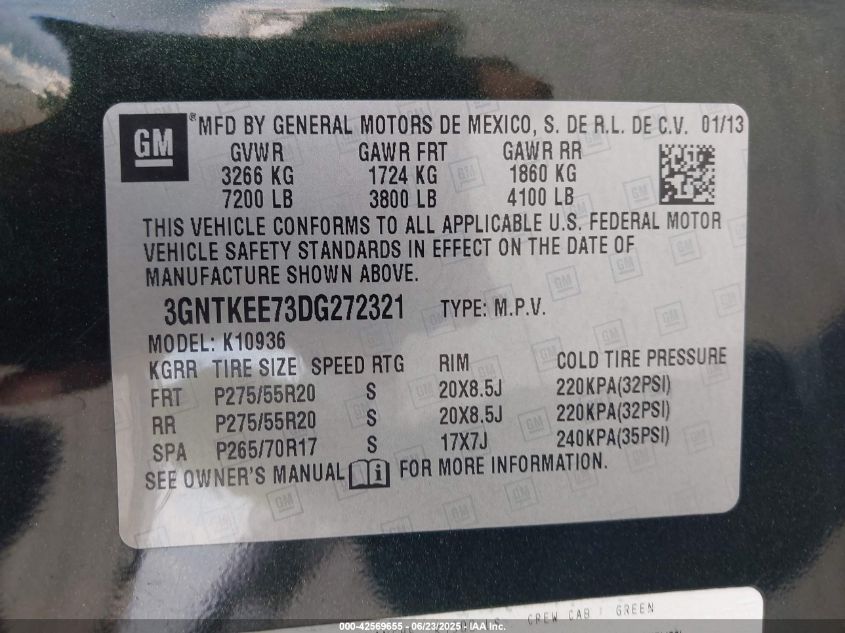 GM ® MFD BY GENERAL MOTORS DE MEXICO, S. DE R.L. DE C.V. 01/13
GVWR GAWR FRT GAWR RR
3266 KG 1724 KG 1860 KG
7200 LB 3800 LB 4100 LB
THIS VEHICLE CONFORMS TO ALL APPLICABLE U.S. FEDERAL MOTOR
VEHICLE SAFETY STANDARDS IN EFFECT ON THE DATE OF
MANUFACTURE SHOWN ABOVE.
3GNTKEE73DG272321 TYPE: M.P.V.
MODEL: K10936
KGRR TIRE SIZE SPEED RTG RIM COLD TIRE PRESSURE
FRT P275/55R20 S 20X8.5J 220KPA(32PSI)
RR P275/55R20 S 20X8.5J 220KPA(32PSI)
SPA P265/70R17 S 17X7J 240KPA(35PSI)
SEE OWNER'S MANUAL FOR MORE INFORMATION.
CREW CAB GREEN
000-42569655 - 06/23/2025 - IAA Inc.